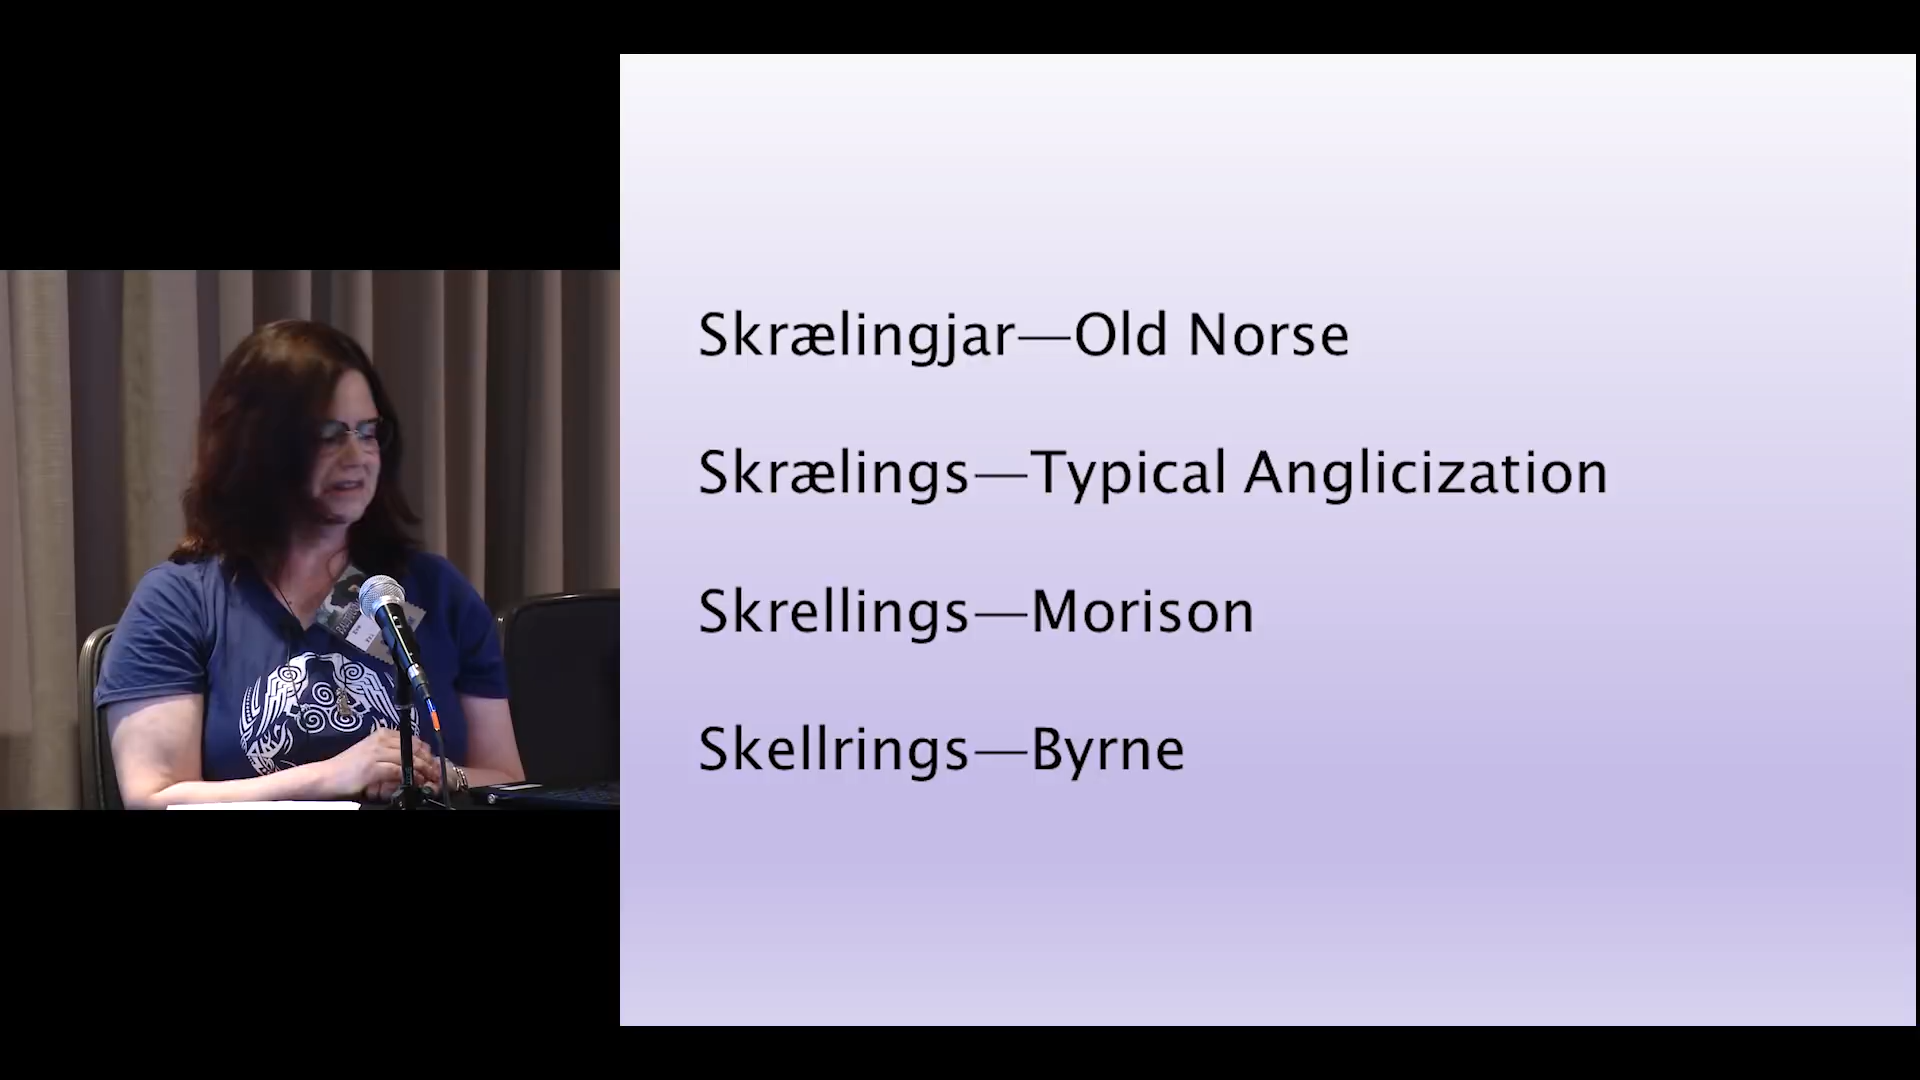 Skrælingjar—Old Norse
Skrælings—Typical Anglicization
Skrellings—Morison
Skellrings—Byrne